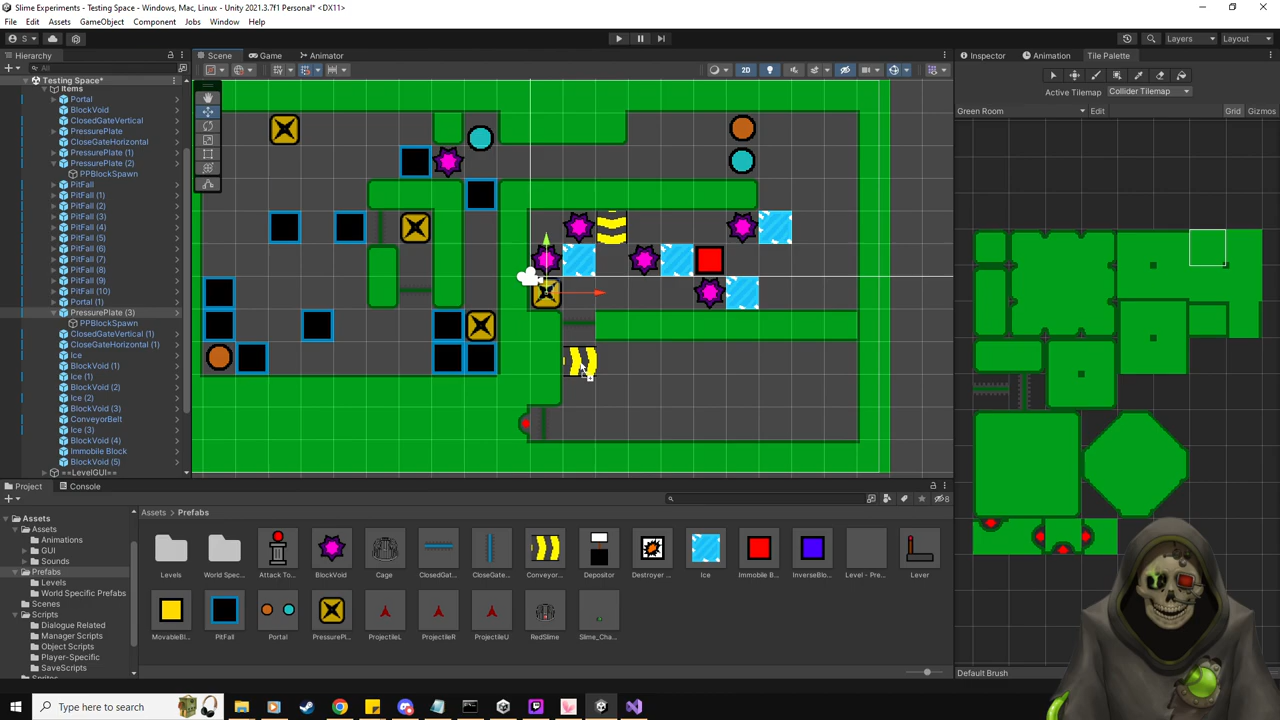 Slime Experiments - Testing Space - Windows, Mac, Linux - Unity 2021.3.7f1 Personal* <DX11>
File Edit Assets GameObject Component Jobs Window Help
S
Layers Layout
Hierarchy
Scene Game Animator
Inspector Animation Tile Palette
All
2D
Active Tilemap Collider Tilemap
Green Room Edit Grid Gizmos
Testing Space*
Items
Portal
BlockVoid
ClosedGateVertical
PressurePlate
CloseGateHorizontal
PressurePlate (1)
PressurePlate (2)
PPBlockSpawn
PitFall
PitFall (1)
PitFall (2)
PitFall (3)
PitFall (4)
PitFall (5)
PitFall (6)
PitFall (7)
PitFall (8)
PitFall (9)
PitFall (10)
Portal (1)
PressurePlate (3)
PPBlockSpawn
ClosedGateVertical (1)
CloseGateHorizontal (1)
Ice
BlockVoid (1)
Ice (1)
BlockVoid (2)
Ice (2)
BlockVoid (3)
ConveyorBelt
Ice (3)
BlockVoid (4)
Immobile Block
BlockVoid (5)
==LevelGUI==
Project Console
8
Assets
Assets
Animations
GUI
Sounds
Prefabs
Levels
World Specific Prefabs
Scenes
Scripts
Dialogue Related
Manager Scripts
Object Scripts
Player-Specific
SaveScripts
Assets > Prefabs
Levels World Spec... Attack To... BlockVoid Cage ClosedGat... CloseGate... Conveyor... Depositor Destroyer ... Ice Immobile B... InverseBlo... Level - Pre... Lever
MovableBl... PitFall Portal PressurePl... ProjectileL ProjectileR ProjectileU RedSlime Slime_Cha...
Default Brush
Type here to search